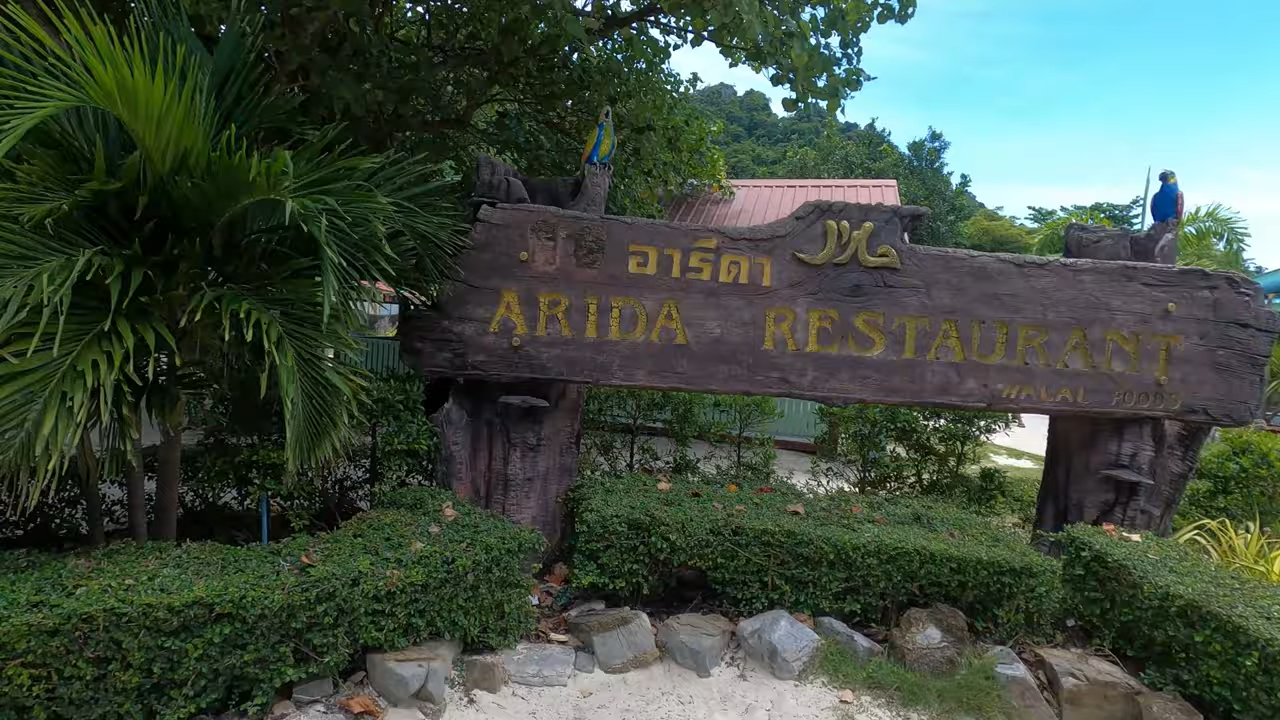 อารีดา
ARIDA RESTAURANT
HALAL FOODS